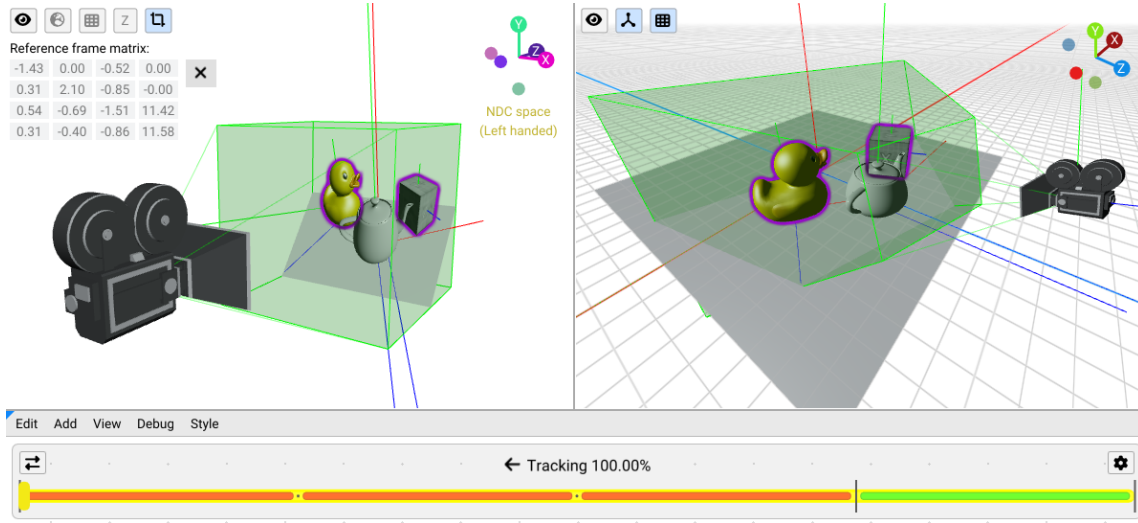 Z
Reference frame matrix:
-1.43 0.00 -0.52 0.00
0.31 2.10 -0.85 -0.00
0.54 -0.69 -1.51 11.42
0.31 -0.40 -0.86 11.58
Y
Z X
NDC space
(Left handed)
Y
X
Z
Edit Add View Debug Style
Tracking 100.00%